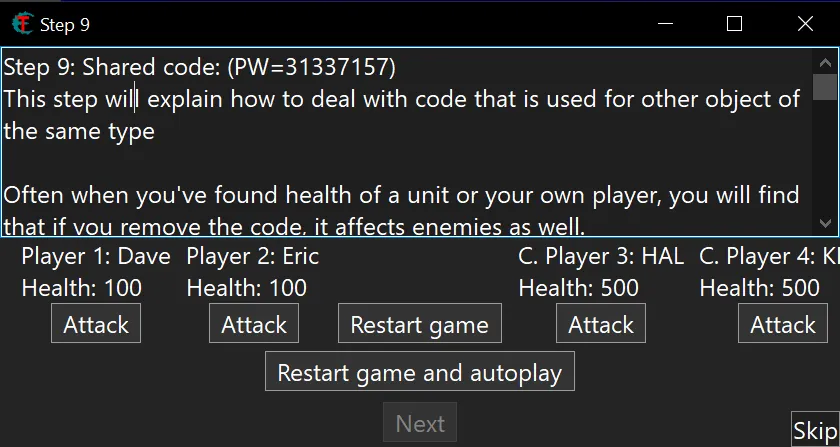 Step 9
Step 9: Shared code: (PW=31337157)
This step will explain how to deal with code that is used for other object of
the same type
Often when you've found health of a unit or your own player, you will find
that if you remove the code, it affects enemies as well.
Player 1: Dave Player 2: Eric C. Player 3: HAL C. Player 4:
Health: 100 Health: 100 Health: 500 Health: 500
Attack Attack Restart game Attack Attack
Restart game and autoplay
Next
Skip